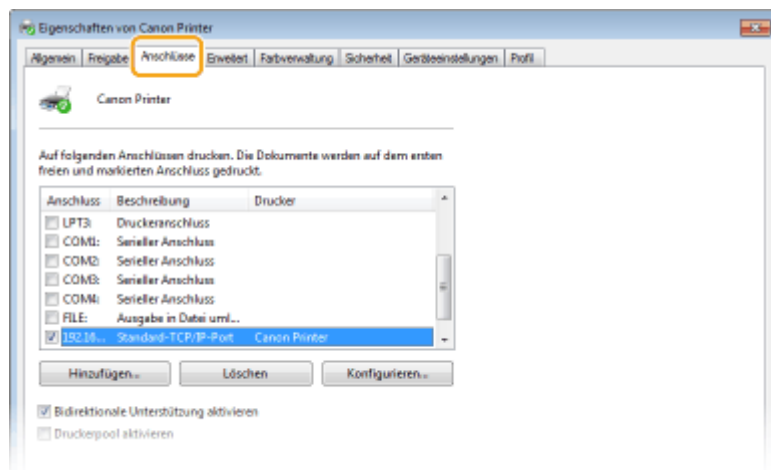 Eigenschaften von Canon Printer
Allgemein Freigabe Anschlüsse Erweitert Farbverwaltung Sicherheit Geräteeinstellungen Profil
Canon Printer
Auf folgenden Anschlüssen drucken. Die Dokumente werden auf dem ersten
freien und markierten Anschluss gedruckt.
Anschluss Beschreibung Drucker
LPT3: Druckeranschluss
COM1: Serieller Anschluss
COM2: Serieller Anschluss
COM3: Serieller Anschluss
COM4: Serieller Anschluss
FILE: Ausgabe in Datei uml...
192.16... Standard-TCP/IP-Port Canon Printer
Hinzufügen... Löschen Konfigurieren...
Bidirektionale Unterstützung aktivieren
Druckerpool aktivieren